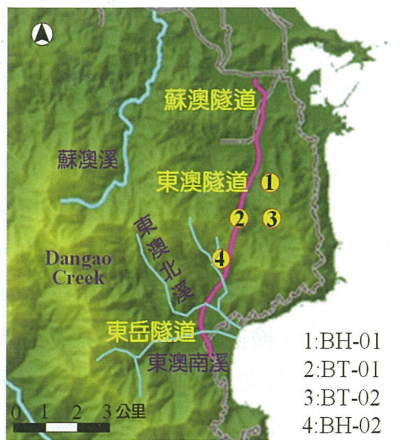 蘇澳隧道
蘇澳溪
東澳隧道
1
2
3
東澳北溪
4
Dangao
Creek
東岳隧道
東澳南溪
1:BH-01
2:BT-01
3:BT-02
4:BH-02
0 1 2 3 公里